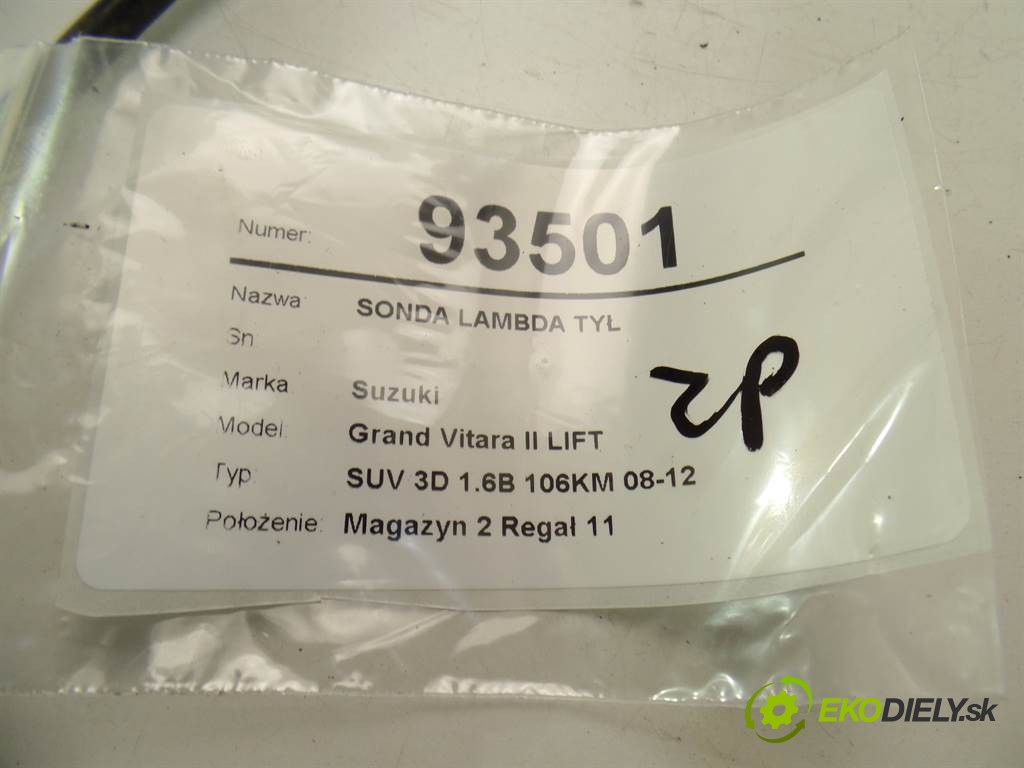 Numer: 93501
Nazwa: SONDA LAMBDA TYŁ
Sn
Marka Suzuki
Model: Grand Vitara II LIFT
Typ: SUV 3D 1.6B 106KM 08-12
Położenie: Magazyn 2 Regał 11
EKODIELY.sk